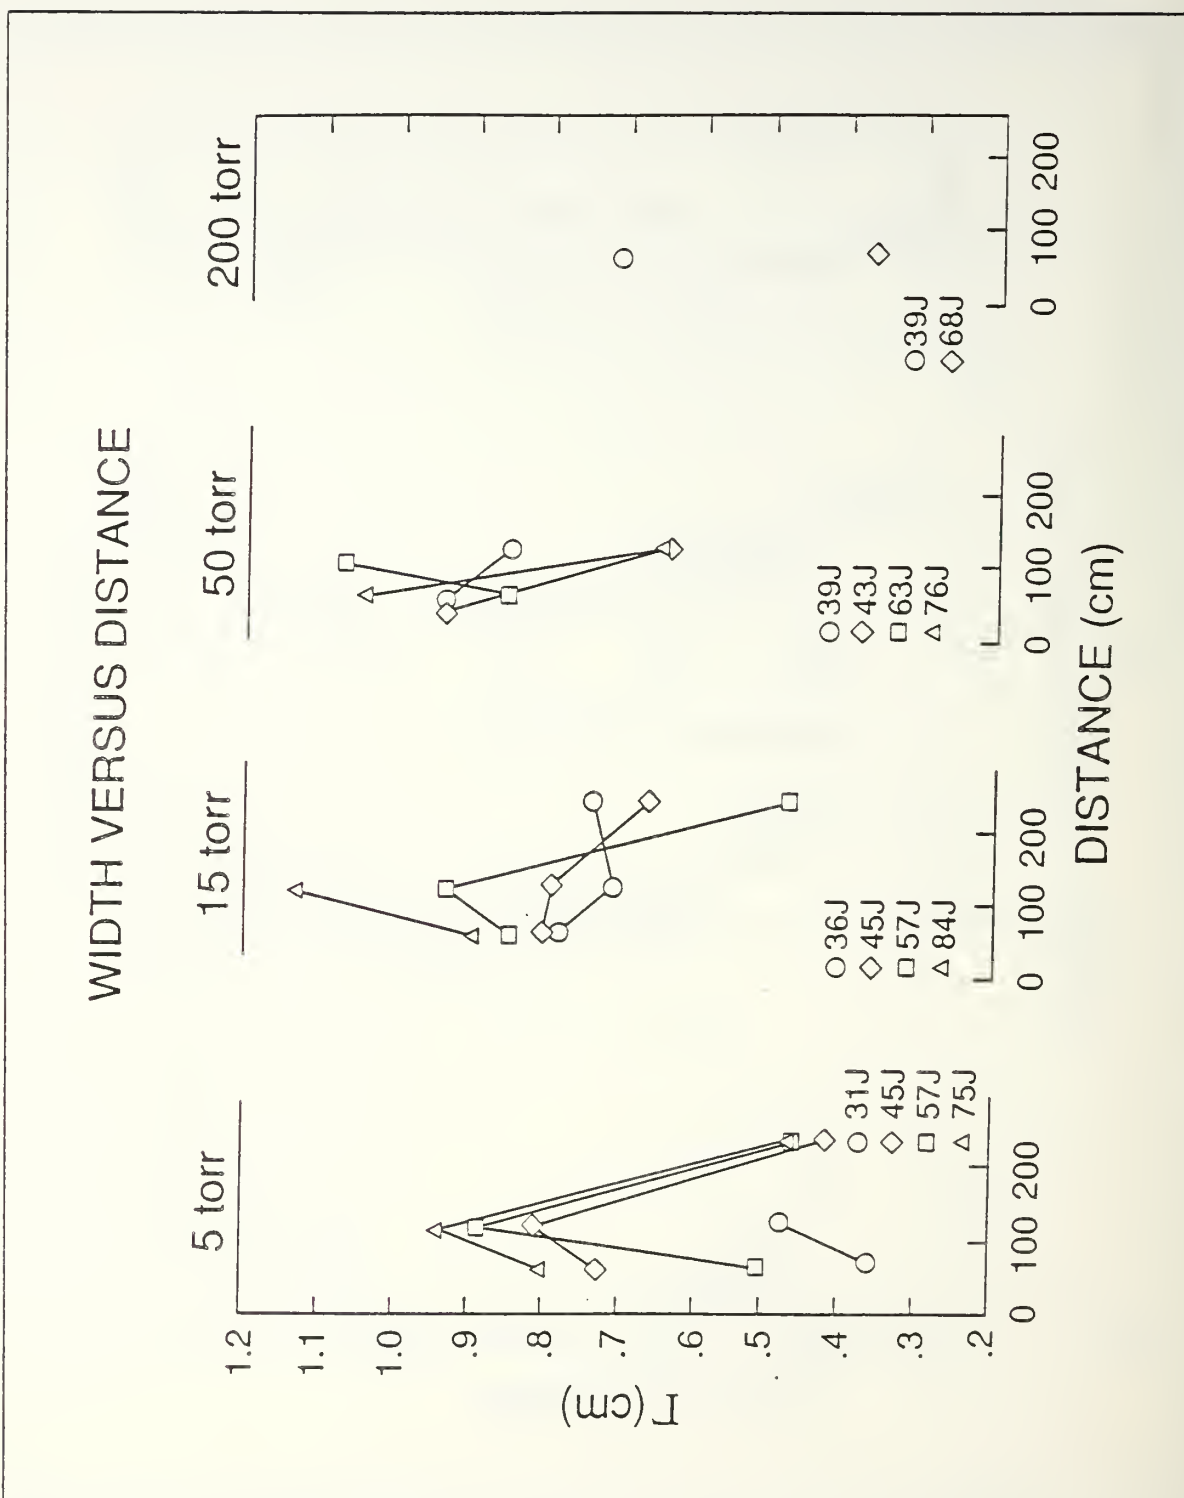 WIDTH VERSUS DISTANCE
5 torr
15 torr
50 torr
200 torr
Γ (cm)
1.2
1.1
1.0
.9
.8
.7
.6
.5
.4
.3
.2
31J
45J
57J
75J
0 100 200
36J
45J
57J
84J
0 100 200
39J
43J
63J
76J
0 100 200
39J
68J
0 100 200
DISTANCE (cm)